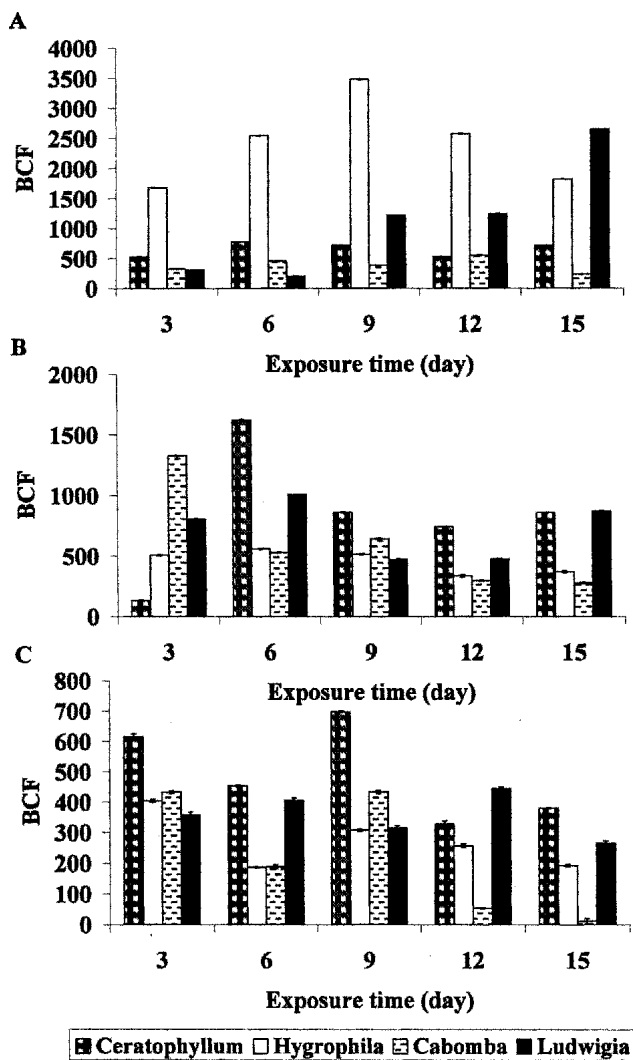 A
4000
3500
3000
2500
2000
1500
1000
500
0
BCF
3 6 9 12 15
Exposure time (day)
B
2000
1500
1000
500
0
BCF
3 6 9 12 15
Exposure time (day)
C
800
700
600
500
400
300
200
100
0
BCF
3 6 9 12 15
Exposure time (day)
Ceratophyllum Hygrophila Cabomba Ludwigia